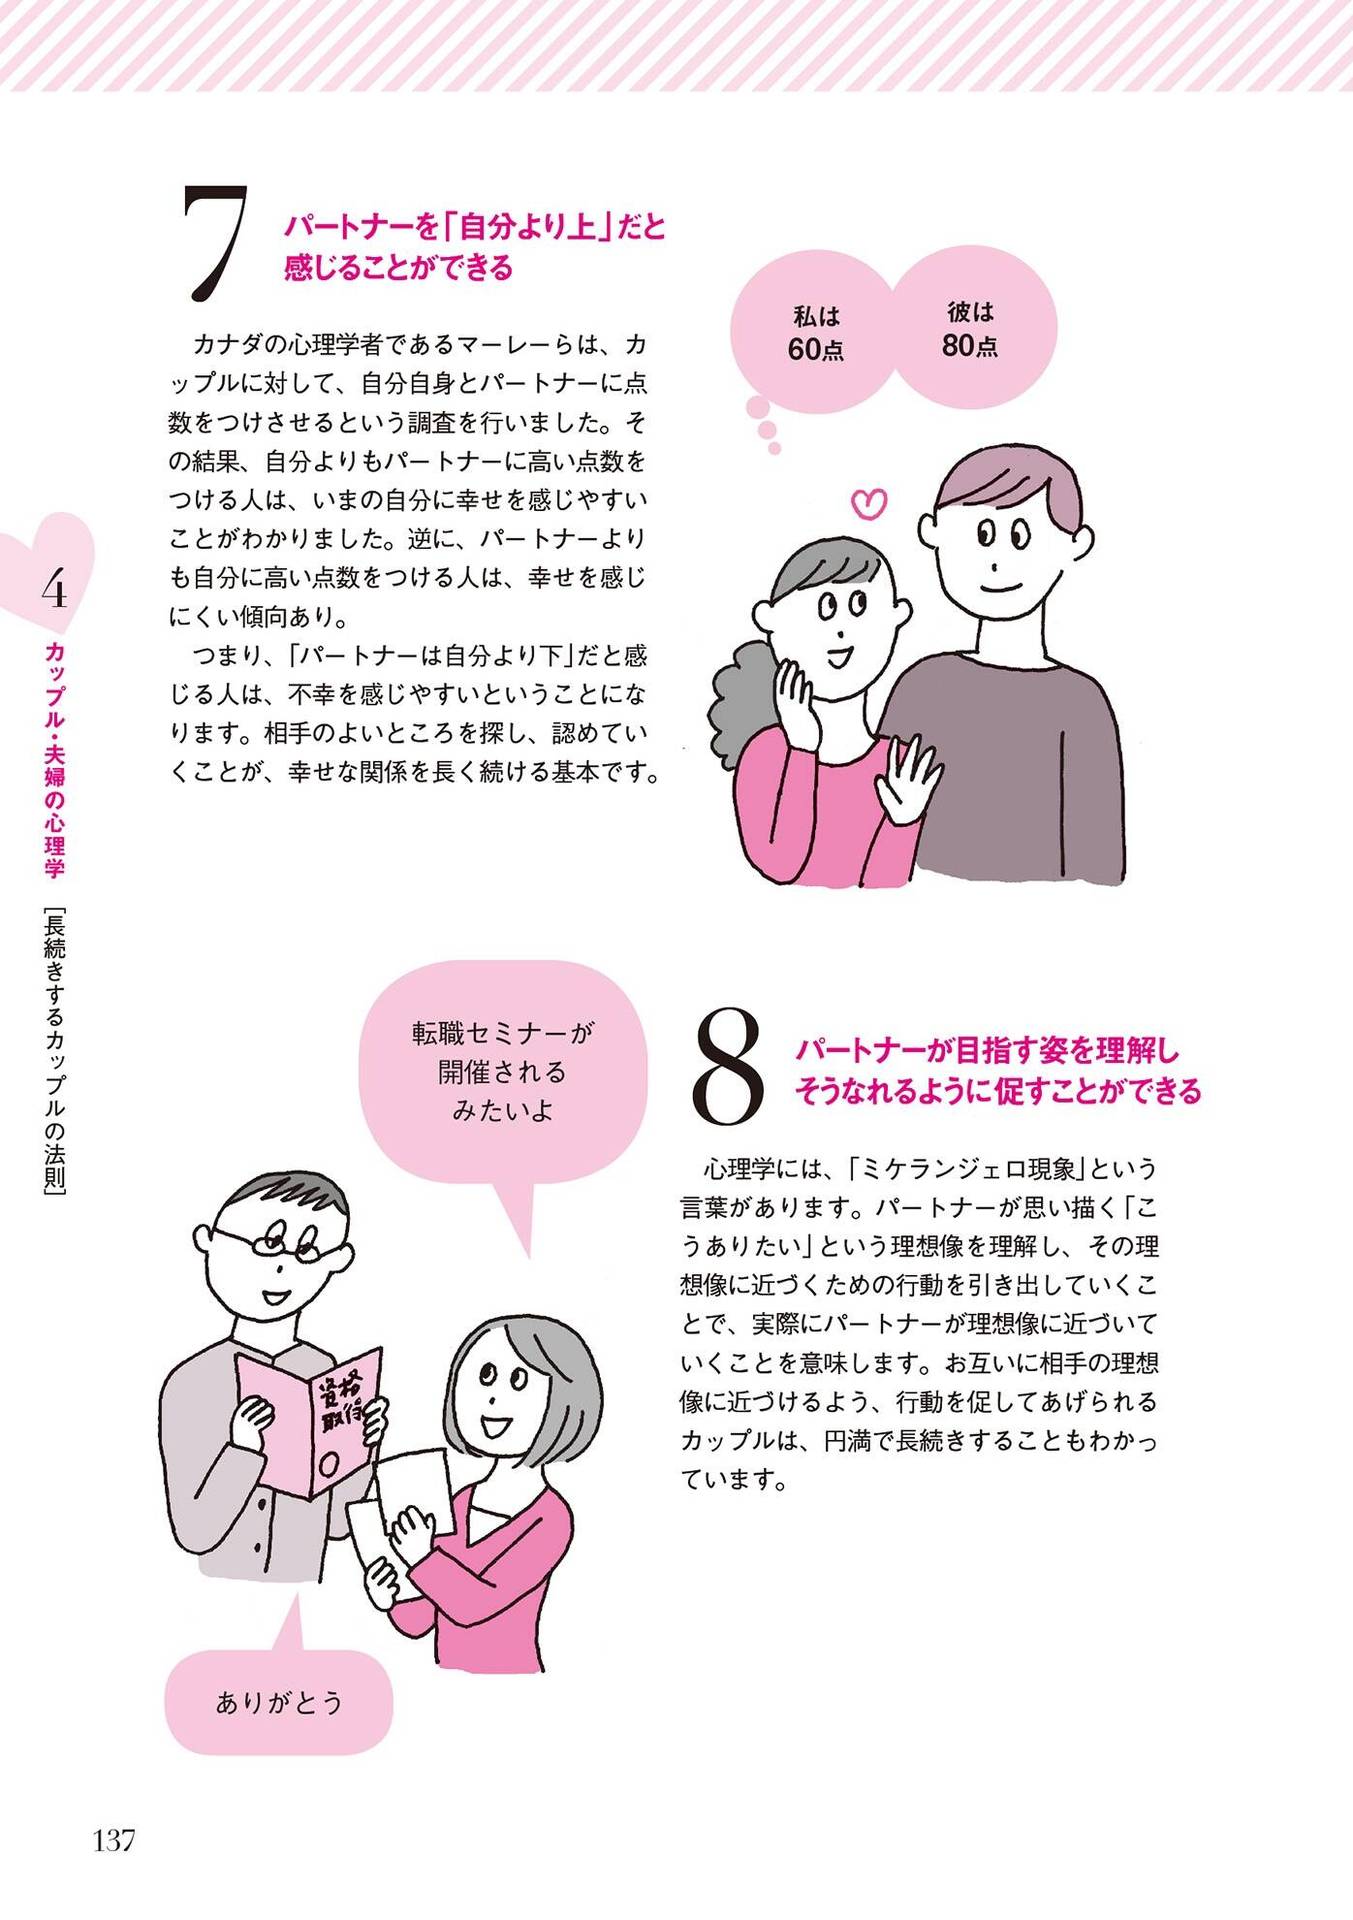 7
パートナーを「自分より上」だと
感じることができる
カナダの心理学者であるマーレーらは、カ
ップルに対して、自分自身とパートナーに点
数をつけさせるという調査を行いました。そ
の結果、自分よりもパートナーに高い点数を
つける人は、いまの自分に幸せを感じやすい
ことがわかりました。逆に、パートナーより
も自分に高い点数をつける人は、幸せを感じ
にくい傾向あり。
つまり、「パートナーは自分より下」だと感
じる人は、不幸を感じやすいということにな
ります。相手のよいところを探し、認めてい
くことが、幸せな関係を長く続ける基本です。
私は
60点
彼は
80点
4
カップル・夫婦の心理学
[長続きするカップルの法則]
転職セミナーが
開催される
みたいよ
資格
取得
ありがとう
8
パートナーが目指す姿を理解し
そうなれるように促すことができる
心理学には、「ミケランジェロ現象」という
言葉があります。パートナーが思い描く「こ
うありたい」という理想像を理解し、その理
想像に近づくための行動を引き出していくこ
とで、実際にパートナーが理想像に近づいて
いくことを意味します。お互いに相手の理想
像に近づけるよう、行動を促してあげられる
カップルは、円満で長続きすることもわかっ
ています。
137